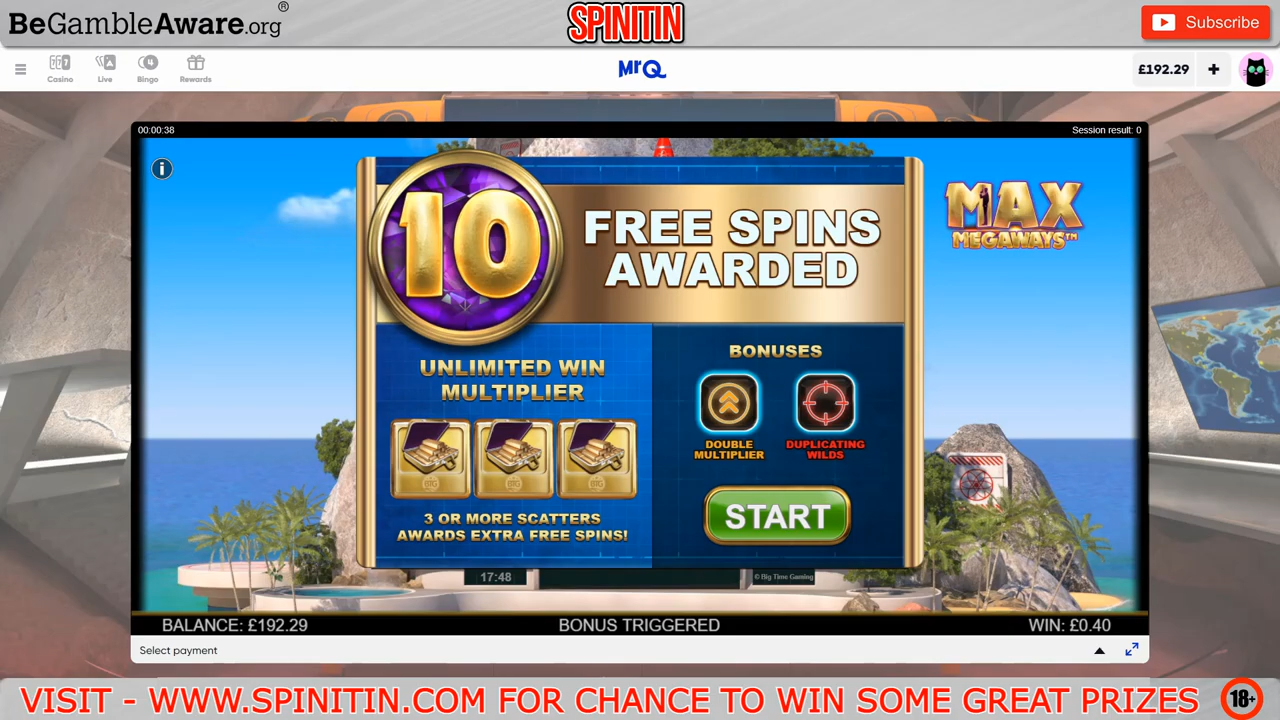 BeGambleAware.org®
SPINITIN
Subscribe
Casino
Live
Bingo
Rewards
MrQ
£192.29
+
00:00:38
Session result: 0
10
FREE SPINS
AWARDED
MAX
MEGAWAYS™
UNLIMITED WIN
MULTIPLIER
BIG
BIG
BIG
3 OR MORE SCATTERS
AWARDS EXTRA FREE SPINS!
BONUSES
DOUBLE
MULTIPLIER
DUPLICATING
WILDS
START
17:48
© Big Time Gaming
BALANCE: £192.29
BONUS TRIGGERED
WIN: £0.40
Select payment
VISIT - WWW.SPINITIN.COM FOR CHANCE TO WIN SOME GREAT PRIZES
18+